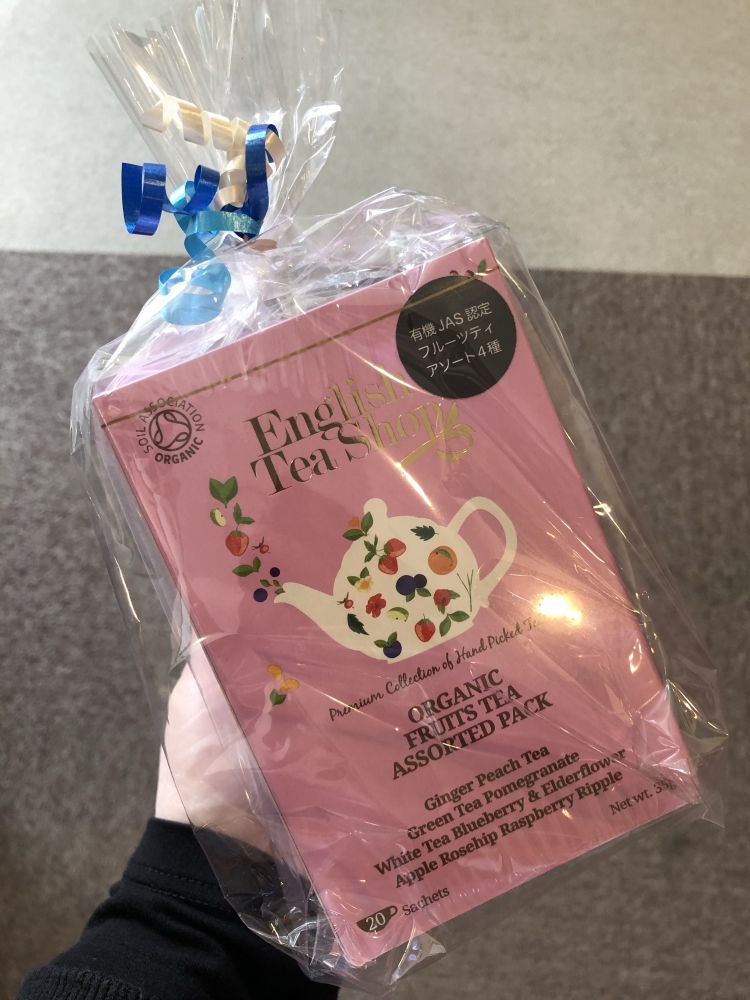 有機JAS認定
フルーツティ
アソート4種
SOIL ASSOCIATION
ORGANIC
English
Tea Shop
Premium Collection of Hand Picked
ORGANIC
FRUITS TEA
ASSORTED PACK
Ginger Peach Tea
Green Tea Pomegranate
White Tea Blueberry & Elderflower
Apple Rosehip Raspberry Ripple
Net wt.
20 Sachets